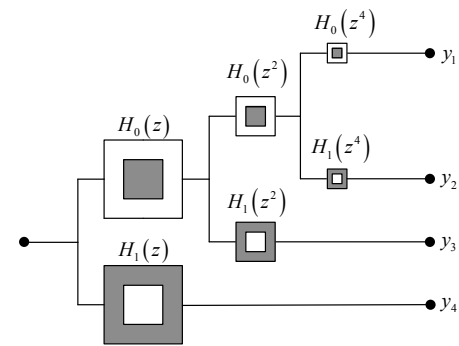 H₀(z⁴)
y₁
H₀(z²)
H₁(z⁴)
H₀(z)
y₂
H₁(z²)
y₃
H₁(z)
y₄